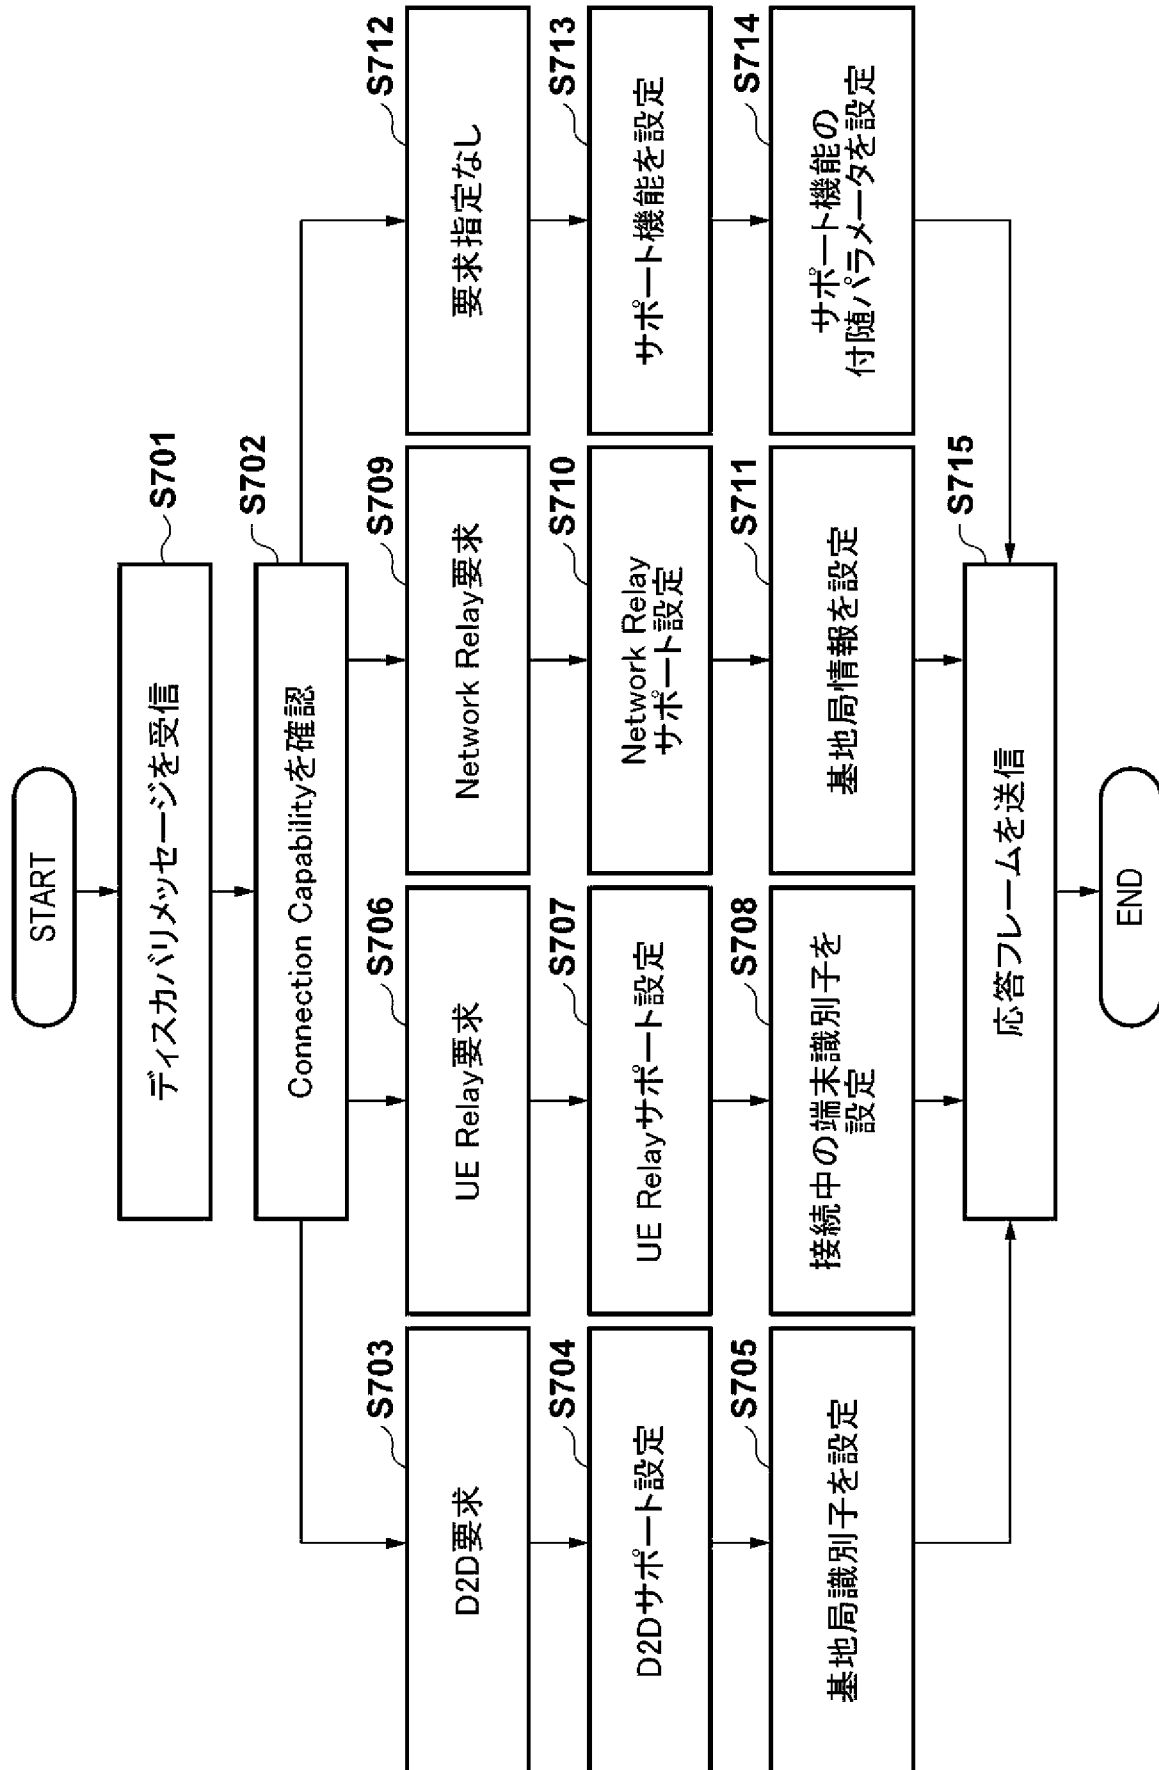 START
S701
ディスカバリメッセージを受信
S702
Connection Capabilityを確認
S703
D2D要求
S704
D2Dサポート設定
S705
基地局識別子を設定
S706
UE Relay要求
S707
UE Relayサポート設定
S708
接続中の端末識別子を
設定
S709
Network Relay要求
S710
Network Relay
サポート設定
S711
基地局情報を設定
S712
要求指定なし
S713
サポート機能を設定
S714
サポート機能の
付随パラメータを設定
S715
応答フレームを送信
END